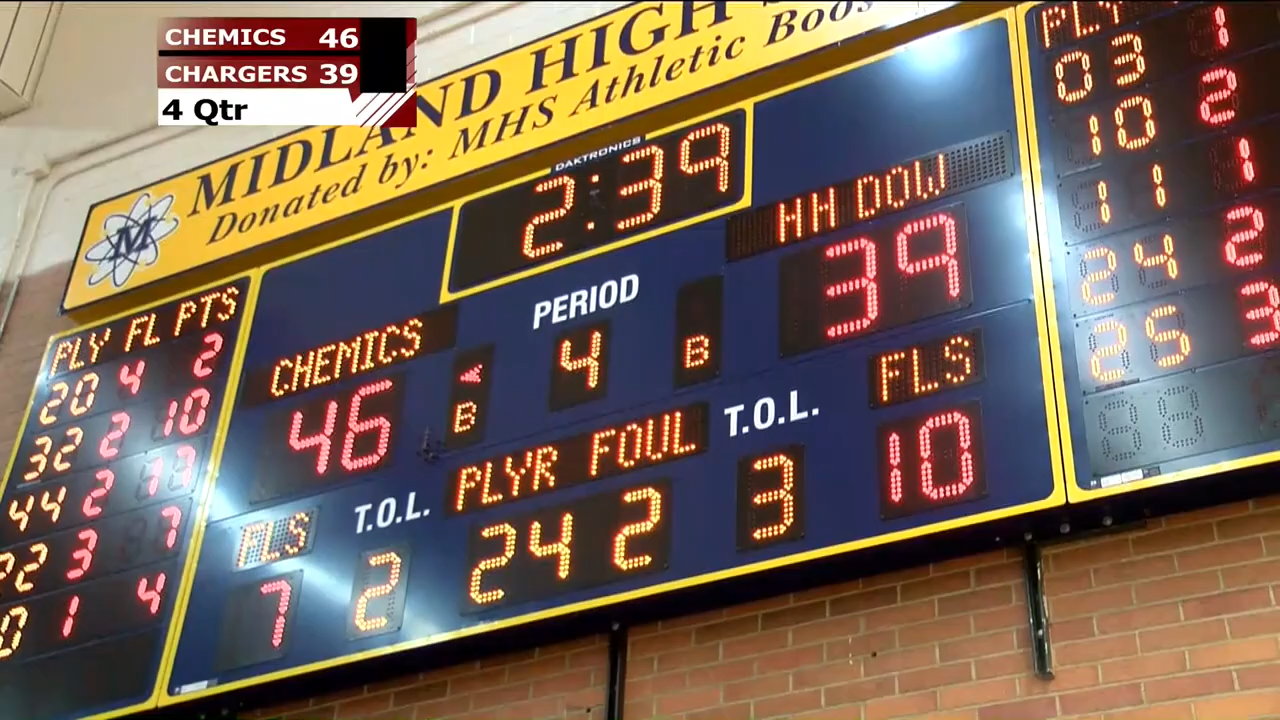 CHEMICS 46
CHARGERS 39
4 Qtr
MIDLAND HIGH
Donated by: MHS Athletic Boos
M
DAKTRONICS
2:39
HH DOW
39
PERIOD
4
B
CHEMICS
46
B
T.O.L.
FLS
10
3
PLYR FOUL
24 2
T.O.L.
2
FLS
7
PLY FL PTS
20 4 2
32 2 10
44 2 17
22 3 7
0 1 4
PLY 1
03
10 2
11 1
24 2
25 3